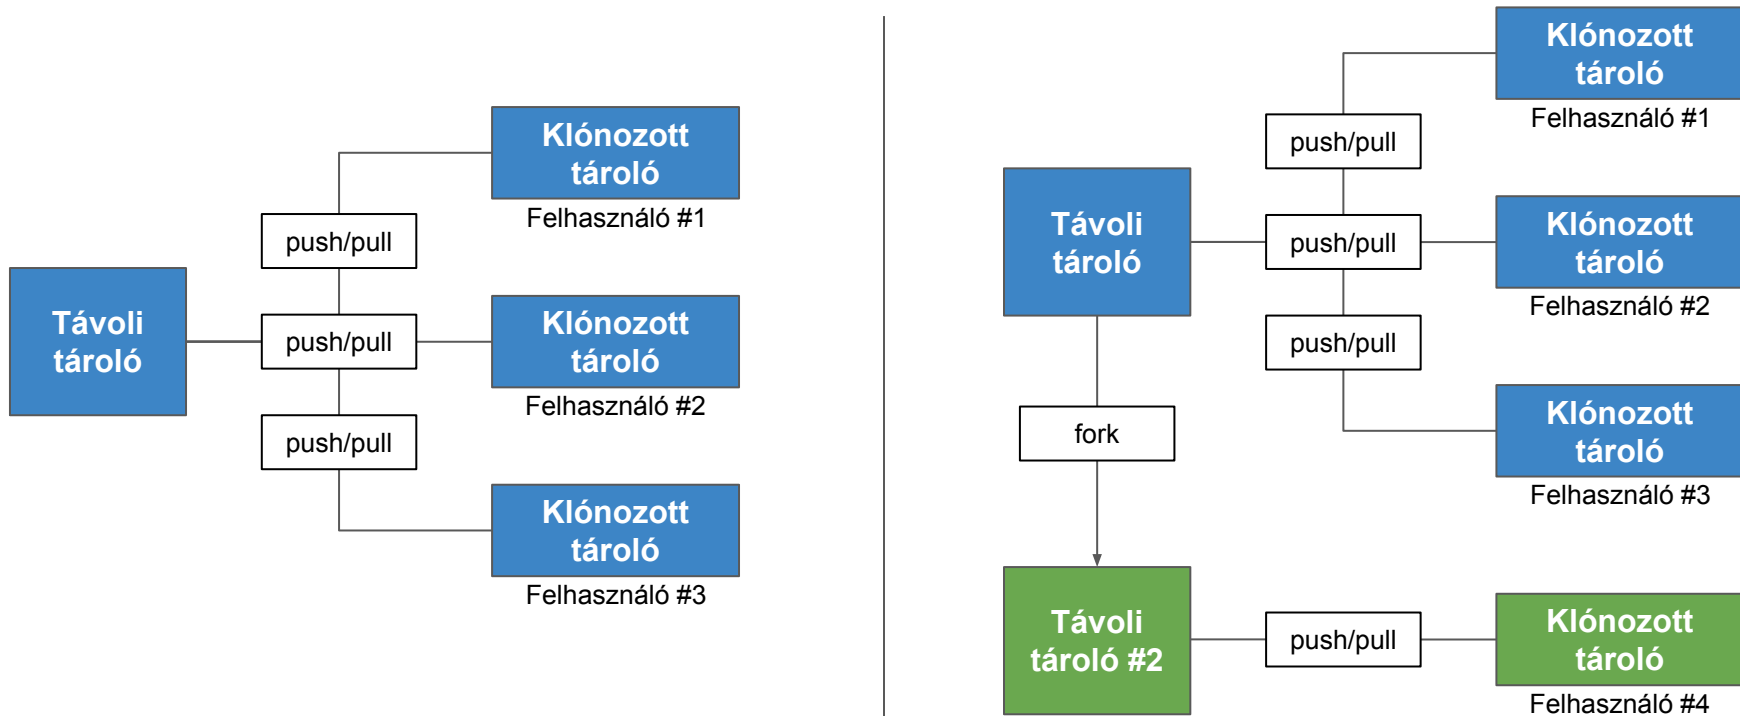 Távoli
tároló
push/pull
push/pull
push/pull
Klónozott
tároló
Felhasználó #1
Klónozott
tároló
Felhasználó #2
Klónozott
tároló
Felhasználó #3
Távoli
tároló
push/pull
push/pull
push/pull
Klónozott
tároló
Felhasználó #1
Klónozott
tároló
Felhasználó #2
Klónozott
tároló
Felhasználó #3
fork
Távoli
tároló #2
push/pull
Klónozott
tároló
Felhasználó #4